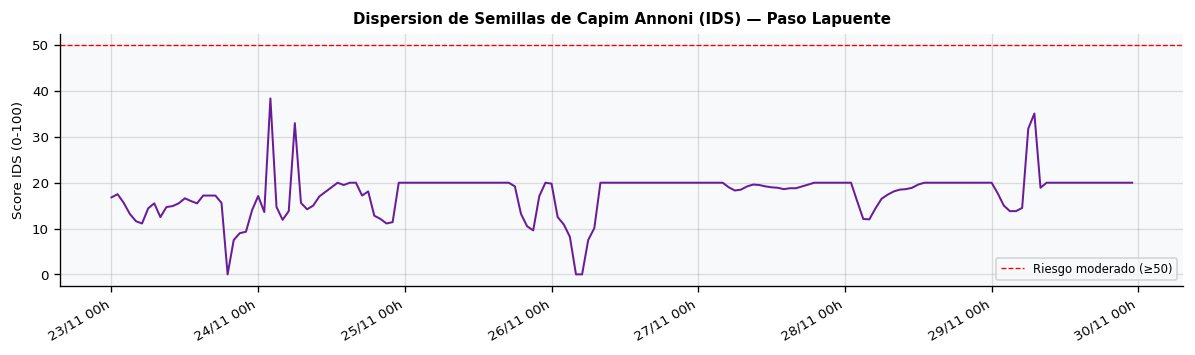 Dispersion de Semillas de Capim Annoni (IDS) — Paso Lapuente
Score IDS (0-100)
50
40
30
20
10
0
Riesgo moderado (≥50)
23/11 00h
24/11 00h
25/11 00h
26/11 00h
27/11 00h
28/11 00h
29/11 00h
30/11 00h